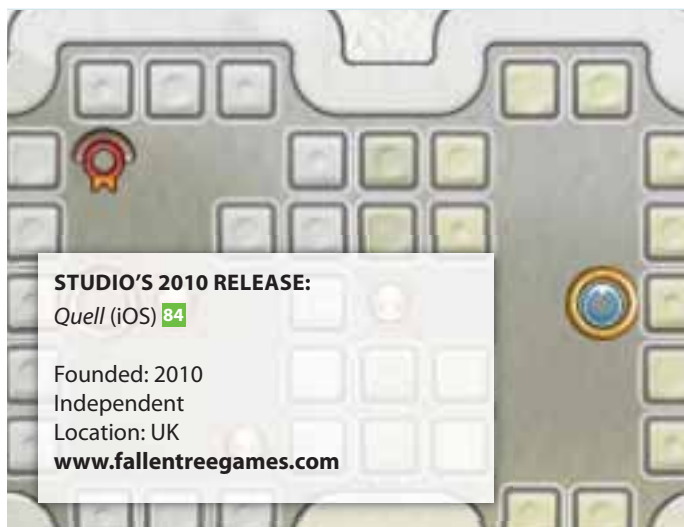 STUDIO'S 2010 RELEASE:
Quell (iOS) 84
Founded: 2010
Independent
Location: UK
www.fallentreegames.com